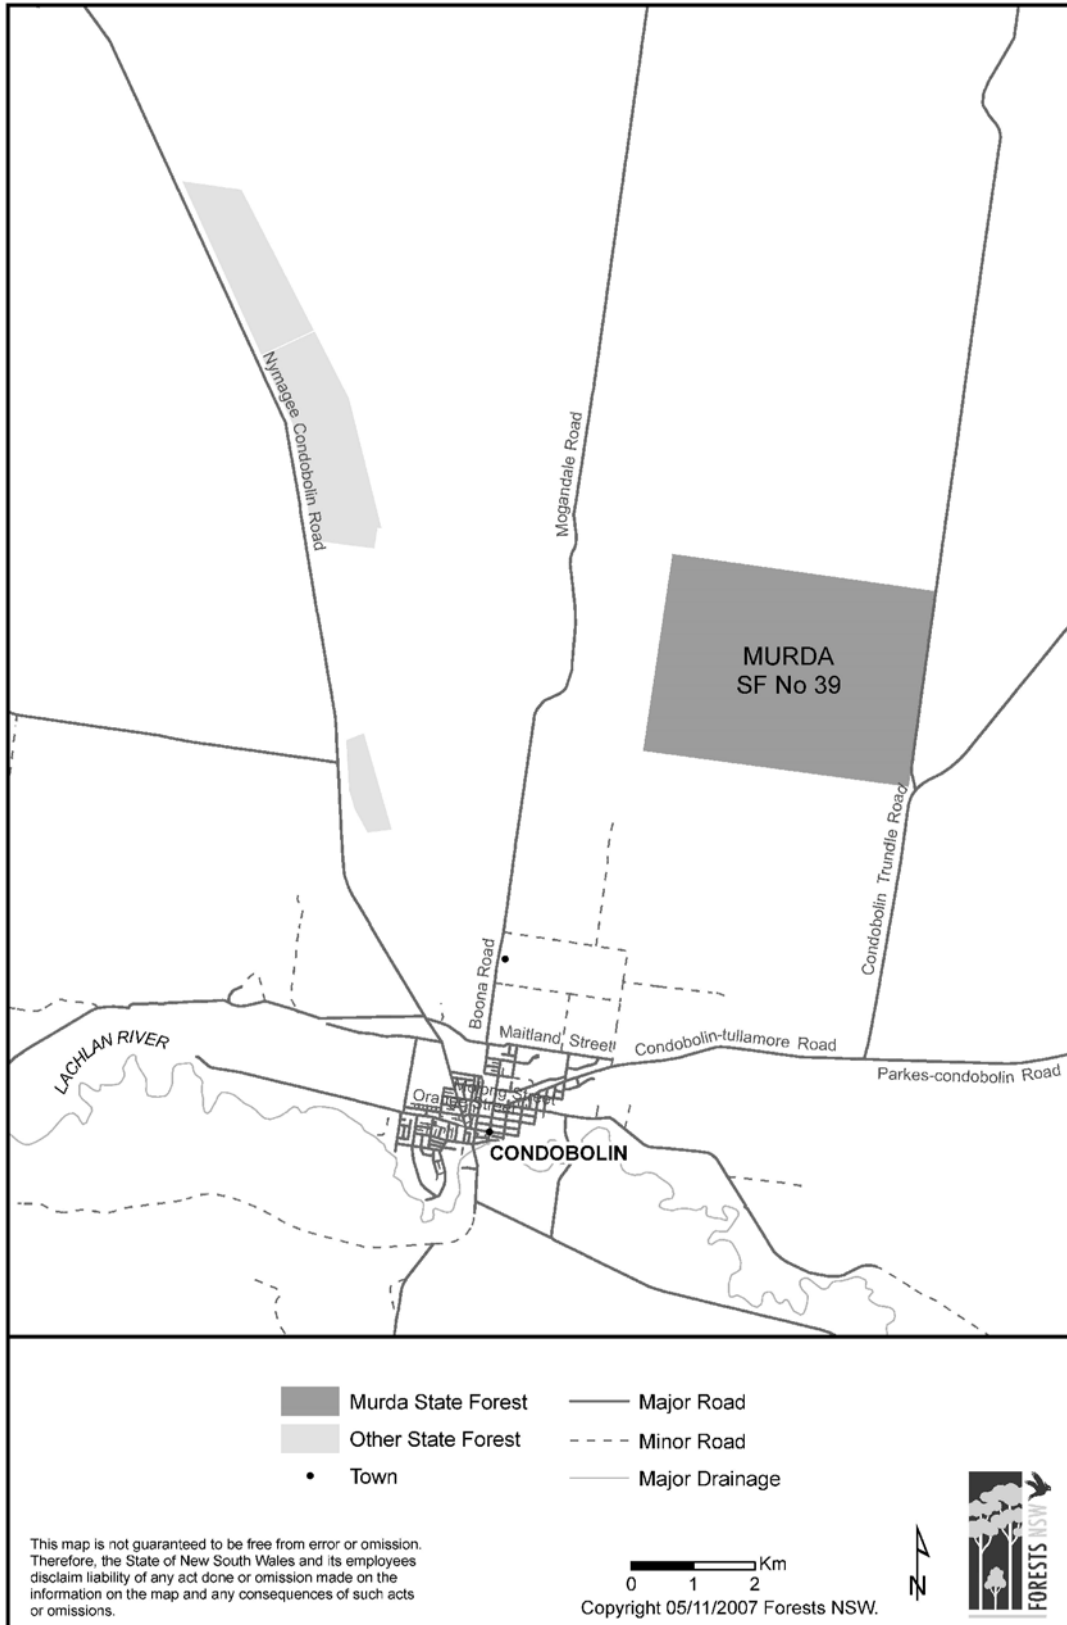 Nymagee Condobolin Road
Mogandale Road
MURDA
SF No 39
Condobolin Trundle Road
Boona Road
Maitland Street
Condobolin-tullamore Road
Parkes-condobolin Road
LACHLAN RIVER
Molong Street
Orange Street
CONDOBOLIN
Murda State Forest
Other State Forest
Town
Major Road
Minor Road
Major Drainage
This map is not guaranteed to be free from error or omission.
Therefore, the State of New South Wales and its employees
disclaim liability of any act done or omission made on the
information on the map and any consequences of such acts
or omissions.
Km
0 1 2
Copyright 05/11/2007 Forests NSW.
N
FORESTS NSW